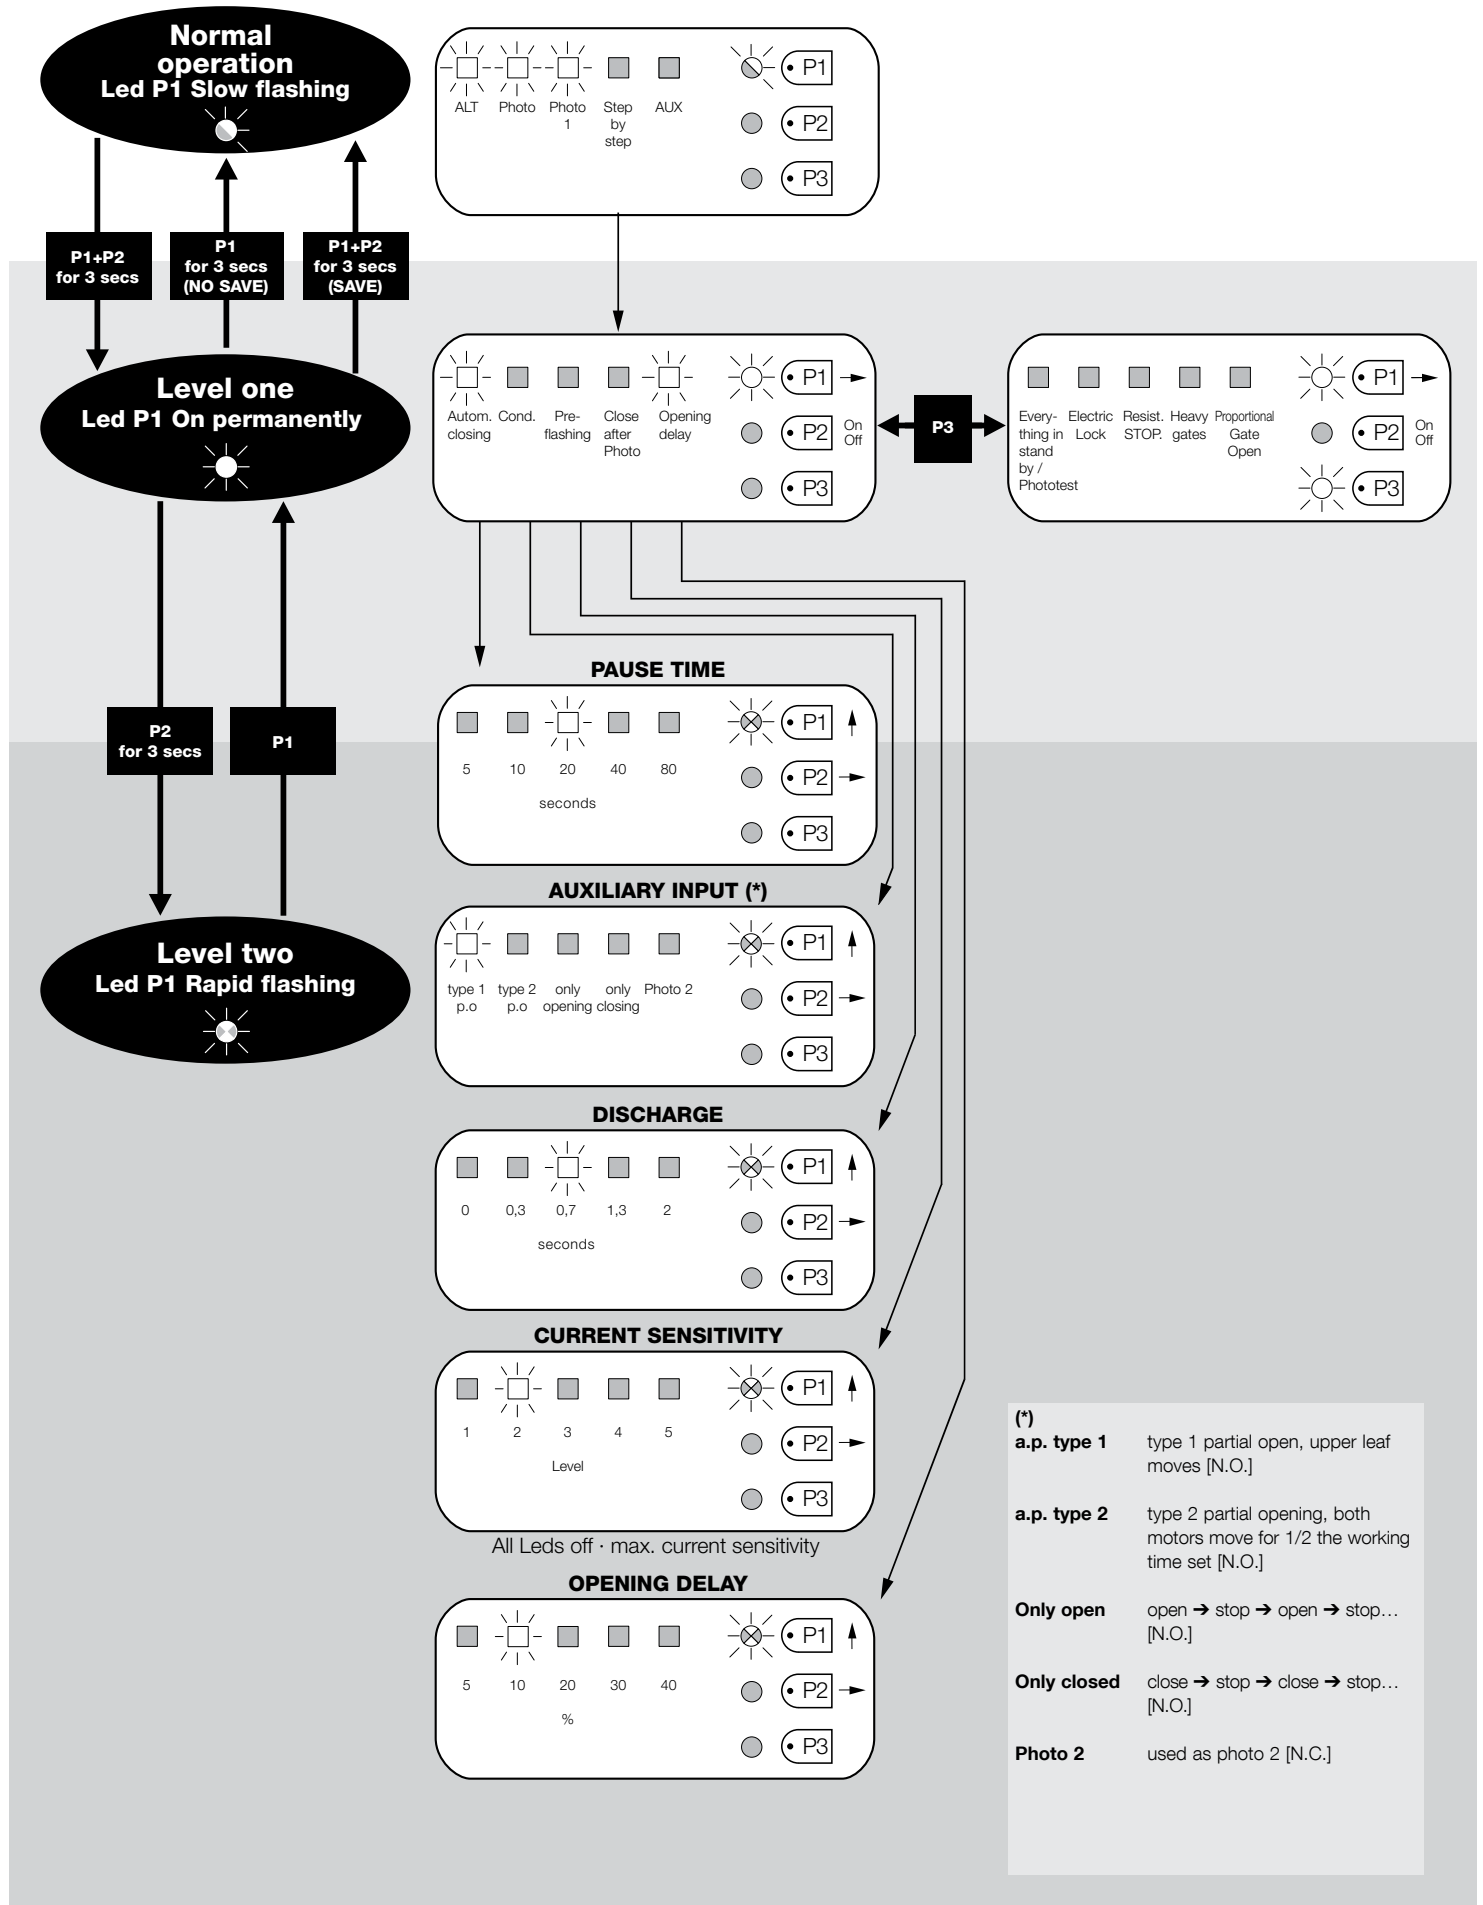 Normal
operation
Led P1 Slow flashing
ALT Photo Photo Step AUX
1 by
step
P1
P2
P3
P1+P2
for 3 secs
P1
for 3 secs
(NO SAVE)
P1+P2
for 3 secs
(SAVE)
Level one
Led P1 On permanently
Autom. Cond. Pre- Close Opening
closing flashing after delay
Photo
P1
P2 On
Off
P3
P3
Every- Electric Resist. Heavy Proportional
thing in Lock STOP. gates Gate
stand Open
by /
Phototest
P1
P2 On
Off
P3
P2
for 3 secs
P1
PAUSE TIME
5 10 20 40 80
seconds
P1
P2
P3
Level two
Led P1 Rapid flashing
AUXILIARY INPUT (*)
type 1 type 2 only only Photo 2
p.o p.o opening closing
P1
P2
P3
DISCHARGE
0 0,3 0,7 1,3 2
seconds
P1
P2
P3
CURRENT SENSITIVITY
1 2 3 4 5
Level
P1
P2
P3
All Leds off · max. current sensitivity
OPENING DELAY
5 10 20 30 40
%
P1
P2
P3
(*)
a.p. type 1 type 1 partial open, upper leaf
moves [N.O.]
a.p. type 2 type 2 partial opening, both
motors move for 1/2 the working
time set [N.O.]
Only open open ➔ stop ➔ open ➔ stop…
[N.O.]
Only closed close ➔ stop ➔ close ➔ stop…
[N.O.]
Photo 2 used as photo 2 [N.C.]